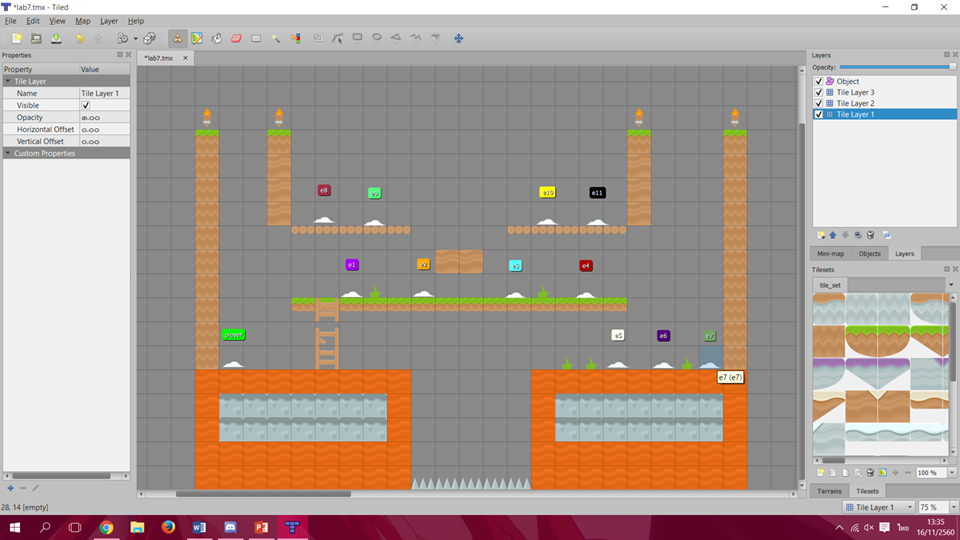 *lab7.tmx - Tiled
File Edit View Map Layer Help
Properties
*lab7.tmx
Layers
Property Value
Opacity:
Tile Layer
Object
Name Tile Layer 1
Tile Layer 3
Visible
Tile Layer 2
Opacity
Tile Layer 1
Horizontal Offset 0.00
Vertical Offset 0.00
Custom Properties
e8
e9
e10
e11
e1
e2
e3
e4
Mini-map Objects Layers
Tilesets
tile_set
player
e5
e6
e7
e7 (e7)
100 %
Terrains Tilesets
28, 14 [empty]
Tile Layer 1
75 %
ไทย
13:35
16/11/2560